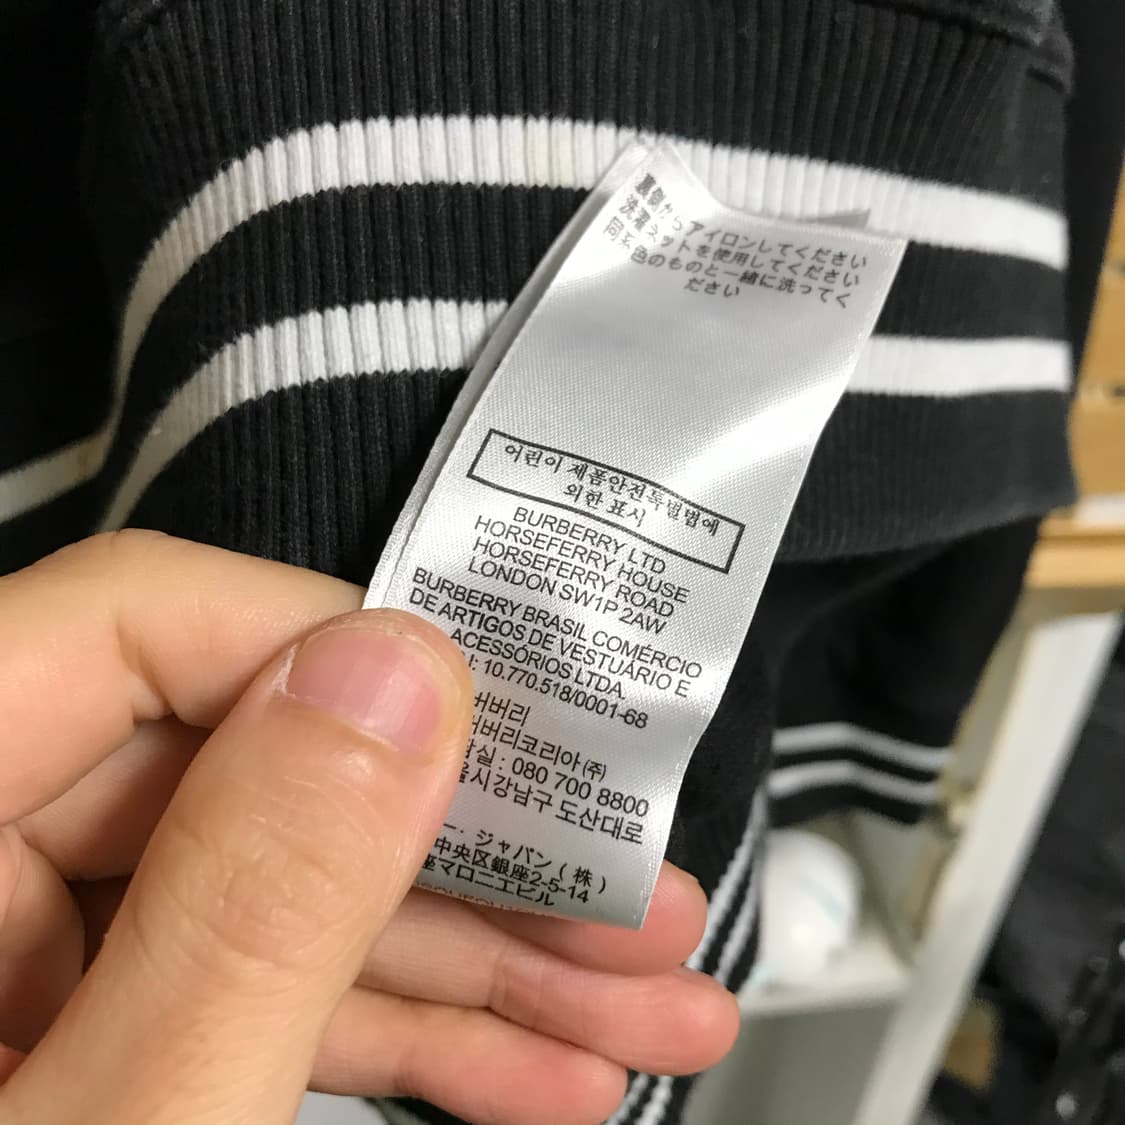 裏側からアイロンしてください
洗濯ネットを使用してください
同系色のものと一緒に洗ってく
ださい
어린이 제품안전특별법에
의한 표시
BURBERRY LTD
HORSEFERRY HOUSE
HORSEFERRY ROAD
LONDON SW1P 2AW
BURBERRY BRASIL COMÉRCIO
DE ARTIGOS DE VESTUÁRIO E
ACESSÓRIOS LTDA.
: 10.770.518/0001-68
버버리
버버리코리아(주)
실 : 080 700 8800
울시강남구 도산대로
ー. ジャパン(株)
中央区銀座2-5-14
座マロニエビル